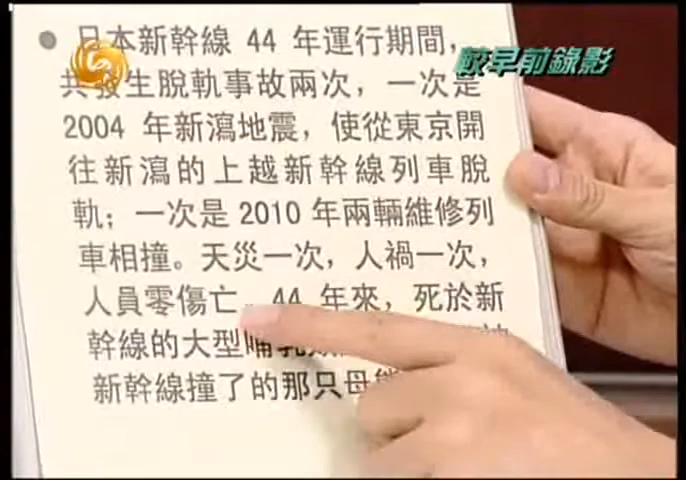 日本新幹線 44 年運行期間，
較早前錄影
共發生脫軌事故兩次，一次是
2004 年新瀉地震，使從東京開
往新瀉的上越新幹線列車脫
軌；一次是 2010 年兩輛維修列
車相撞。天災一次，人禍一次，
人員零傷亡。44 年來，死於新
幹線的大型哺乳
新幹線撞了的那只母熊